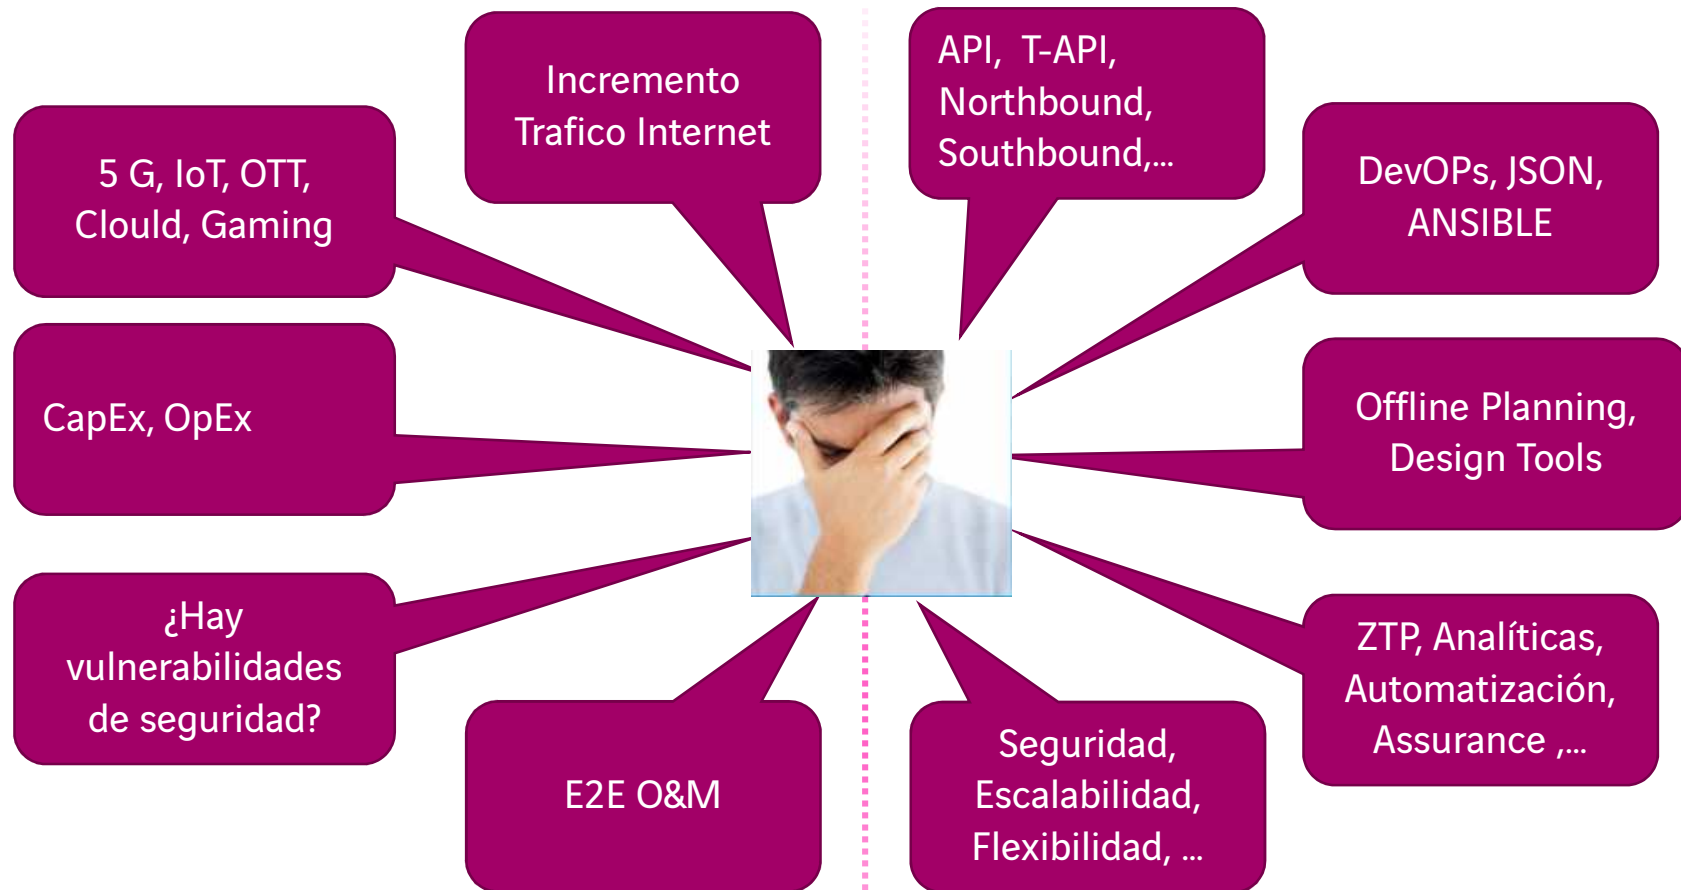 Incremento
Trafico Internet
API, T-API,
Northbound,
Southbound,...
5 G, IoT, OTT,
Clould, Gaming
DevOPs, JSON,
ANSIBLE
CapEx, OpEx
Offline Planning,
Design Tools
¿Hay
vulnerabilidades
de seguridad?
ZTP, Analíticas,
Automatización,
Assurance ,...
E2E O&M
Seguridad,
Escalabilidad,
Flexibilidad, ...